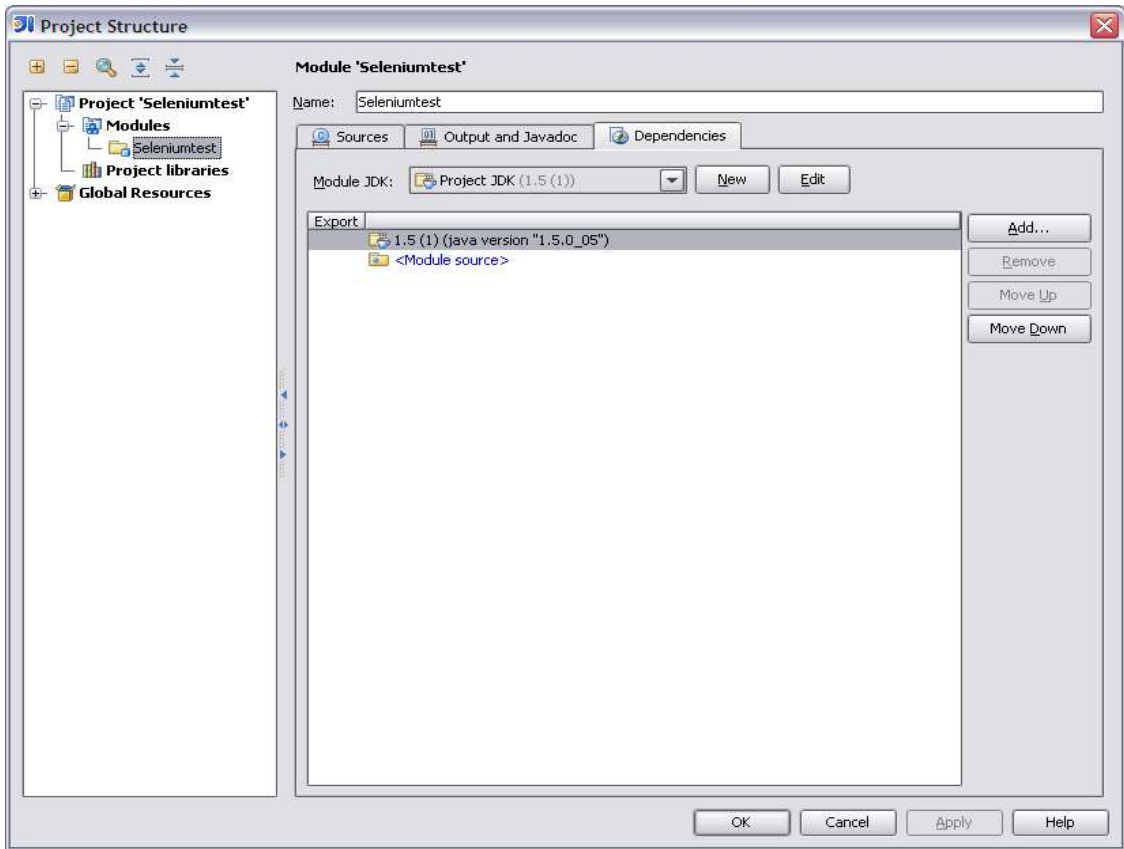 Project Structure
Module 'Seleniumtest'
Project 'Seleniumtest'
Modules
Seleniumtest
Project libraries
Global Resources
Name: Seleniumtest
Sources
Output and Javadoc
Dependencies
Module JDK: Project JDK (1.5 (1))
New
Edit
Export
1.5 (1) (java version "1.5.0_05")
<Module source>
Add...
Remove
Move Up
Move Down
OK
Cancel
Apply
Help